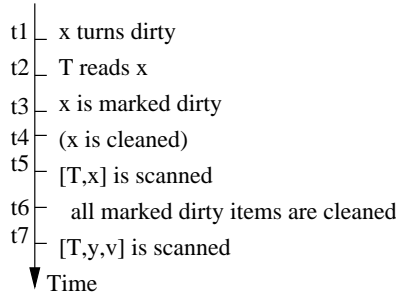 t1 x turns dirty
t2 T reads x
t3 x is marked dirty
t4 (x is cleaned)
t5 [T,x] is scanned
t6 all marked dirty items are cleaned
t7 [T,y,v] is scanned
Time